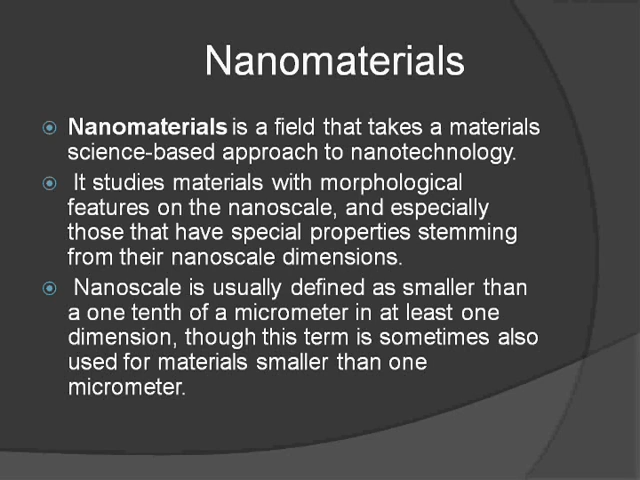 Nanomaterials
Nanomaterials is a field that takes a materials
science-based approach to nanotechnology.
It studies materials with morphological
features on the nanoscale, and especially
those that have special properties stemming
from their nanoscale dimensions.
Nanoscale is usually defined as smaller than
a one tenth of a micrometer in at least one
dimension, though this term is sometimes also
used for materials smaller than one
micrometer.